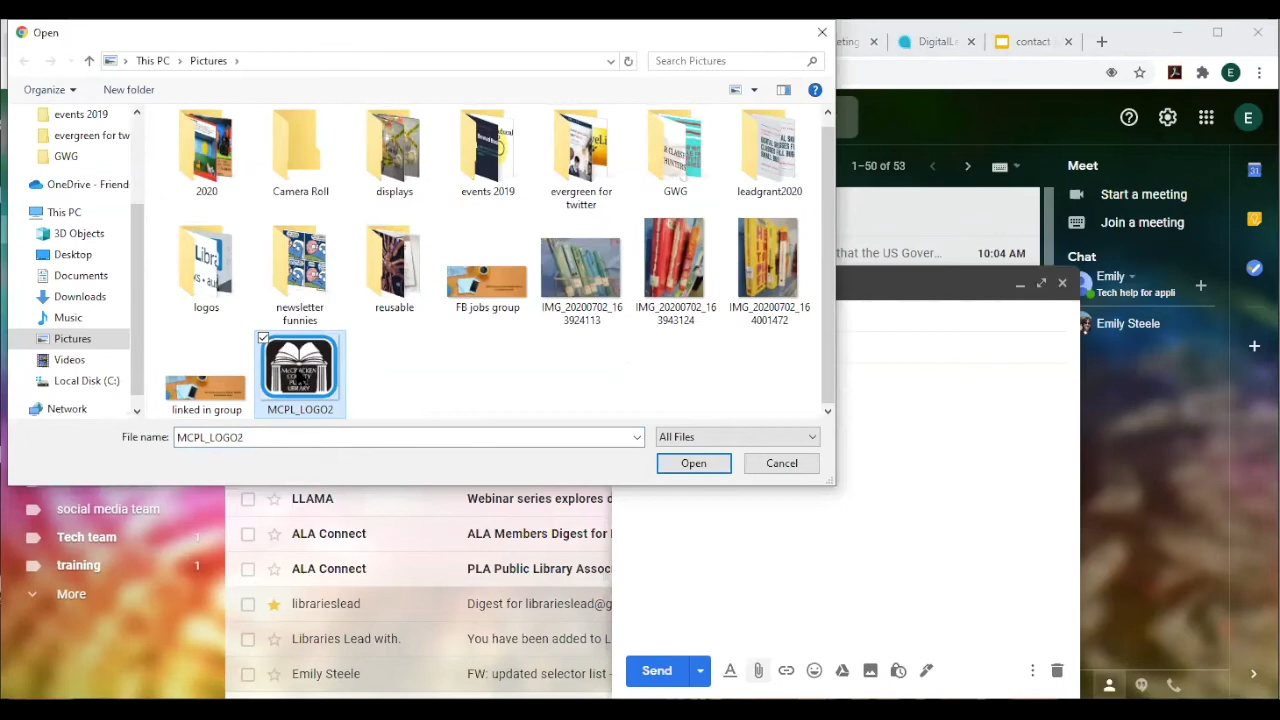 Open
eting
DigitalLe
contact
This PC
Pictures
Search Pictures
Organize
New folder
E
events 2019
evergreen for tw
GWG
OneDrive - Friend
This PC
3D Objects
Desktop
Documents
Downloads
Music
Pictures
Videos
Local Disk (C:)
Network
2020
Camera Roll
displays
events 2019
evergreen for
twitter
GWG
leadgrant2020
logos
newsletter
funnies
reusable
FB jobs group
IMG_20200702_16
3924113
IMG_20200702_16
3943124
IMG_20200702_16
4001472
linked in group
McCRACKEN
COUNTY
PUBLIC
LIBRARY
MCPL_LOGO2
File name:
MCPL_LOGO2
All Files
Open
Cancel
E
1–50 of 53
that the US Gover...
10:04 AM
Meet
Start a meeting
Join a meeting
Chat
Emily
Tech help for appli
Emily Steele
31
social media team
Tech team 1
training 1
More
LLAMA Webinar series explores d
ALA Connect ALA Members Digest for
ALA Connect PLA Public Library Assoc
librarieslead Digest for librarieslead@g
Libraries Lead with. You have been added to L
Emily Steele FW: updated selector list -
Send